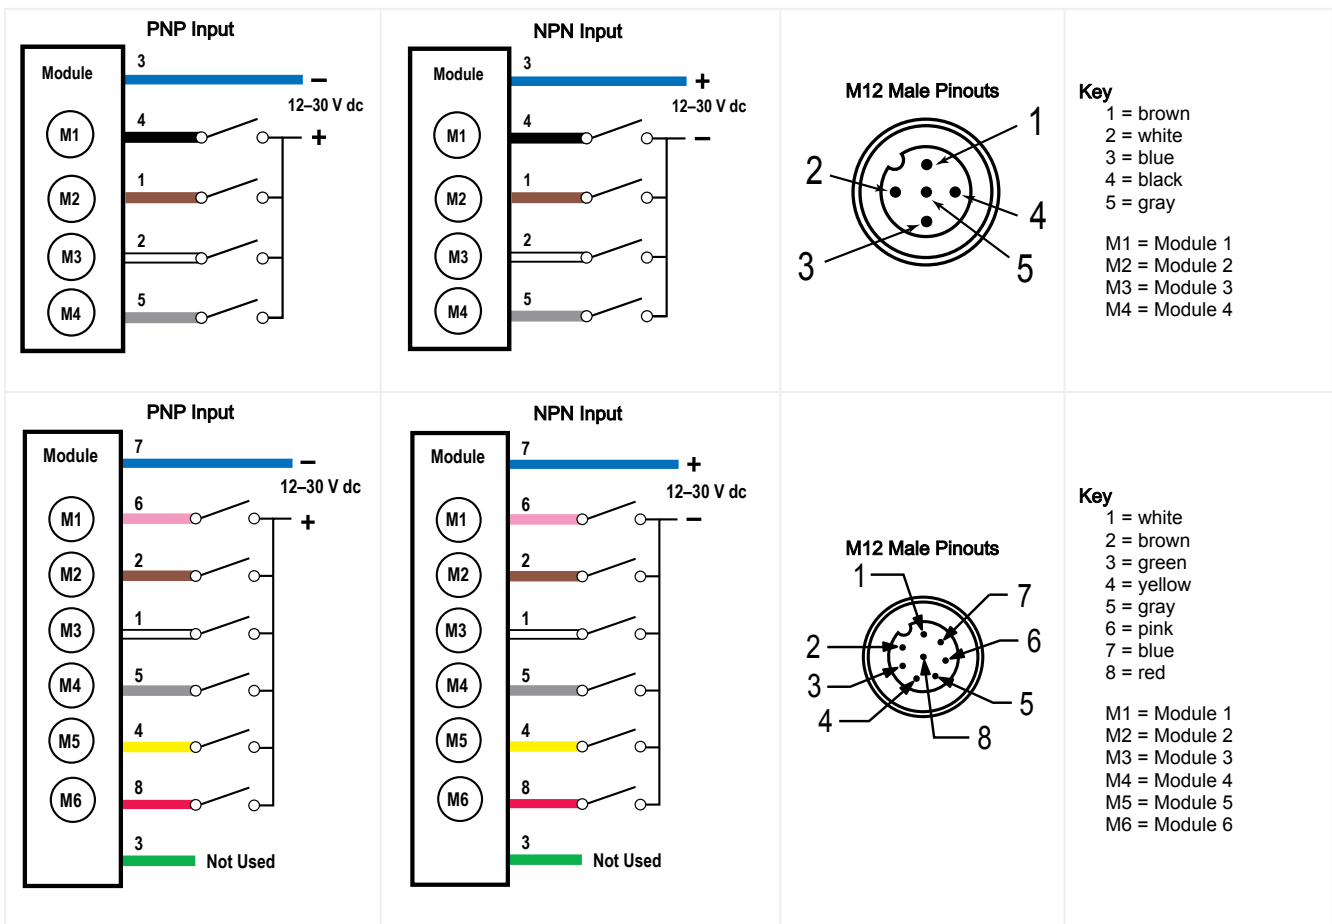 PNP Input
Module
3
−
12–30 V dc
M1
4
+
M2
1
M3
2
M4
5
NPN Input
Module
3
+
12–30 V dc
M1
4
−
M2
1
M3
2
M4
5
M12 Male Pinouts
1
2
4
3
5
Key
1 = brown
2 = white
3 = blue
4 = black
5 = gray
M1 = Module 1
M2 = Module 2
M3 = Module 3
M4 = Module 4
PNP Input
Module
7
−
12–30 V dc
M1
6
+
M2
2
M3
1
M4
5
M5
4
M6
8
3
Not Used
NPN Input
Module
7
+
12–30 V dc
M1
6
−
M2
2
M3
1
M4
5
M5
4
M6
8
3
Not Used
M12 Male Pinouts
1
7
2
6
3
5
4
8
Key
1 = white
2 = brown
3 = green
4 = yellow
5 = gray
6 = pink
7 = blue
8 = red
M1 = Module 1
M2 = Module 2
M3 = Module 3
M4 = Module 4
M5 = Module 5
M6 = Module 6